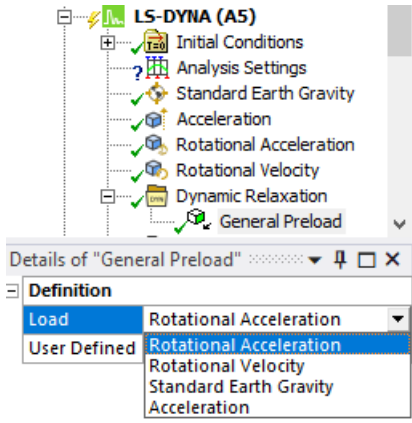 LS-DYNA (A5)
Initial Conditions
Analysis Settings
Standard Earth Gravity
Acceleration
Rotational Acceleration
Rotational Velocity
Dynamic Relaxation
General Preload
Details of "General Preload"
Definition
Load Rotational Acceleration
User Defined Rotational Acceleration
Rotational Velocity
Standard Earth Gravity
Acceleration